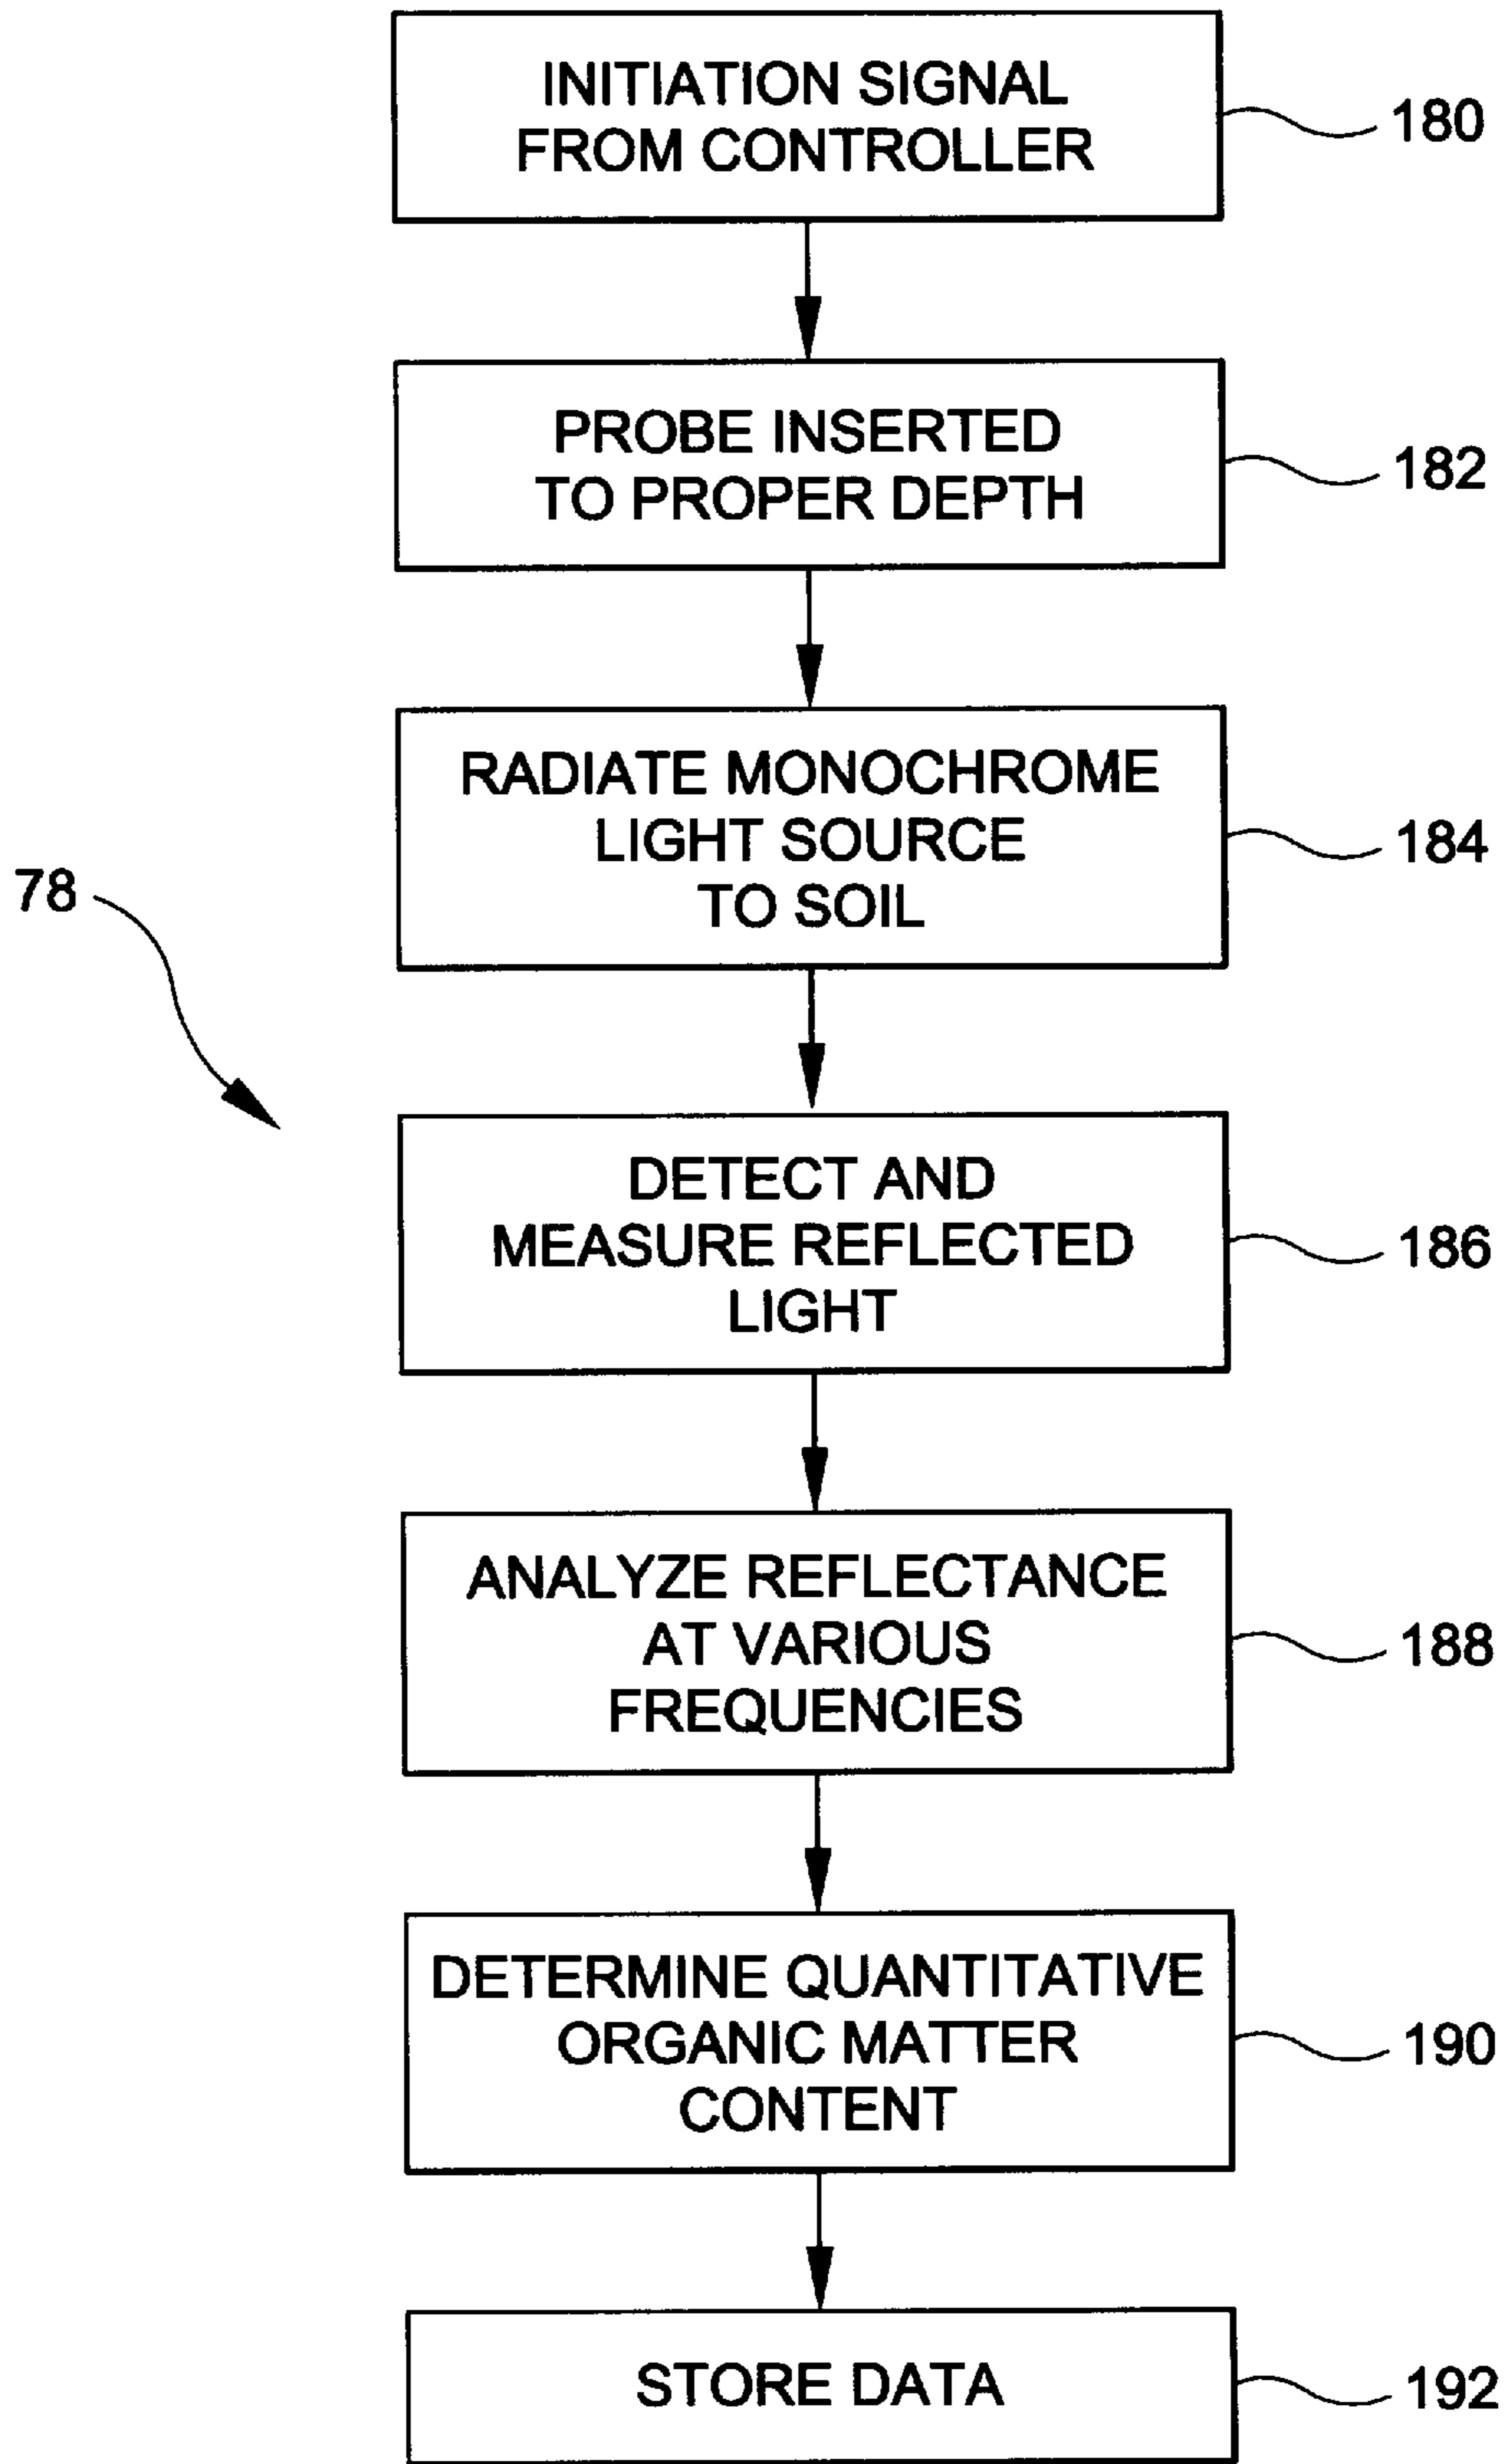 INITIATION SIGNAL
FROM CONTROLLER
180
PROBE INSERTED
TO PROPER DEPTH
182
RADIATE MONOCHROME
LIGHT SOURCE
TO SOIL
184
78
DETECT AND
MEASURE REFLECTED
LIGHT
186
ANALYZE REFLECTANCE
AT VARIOUS
FREQUENCIES
188
DETERMINE QUANTITATIVE
ORGANIC MATTER
CONTENT
190
STORE DATA
192